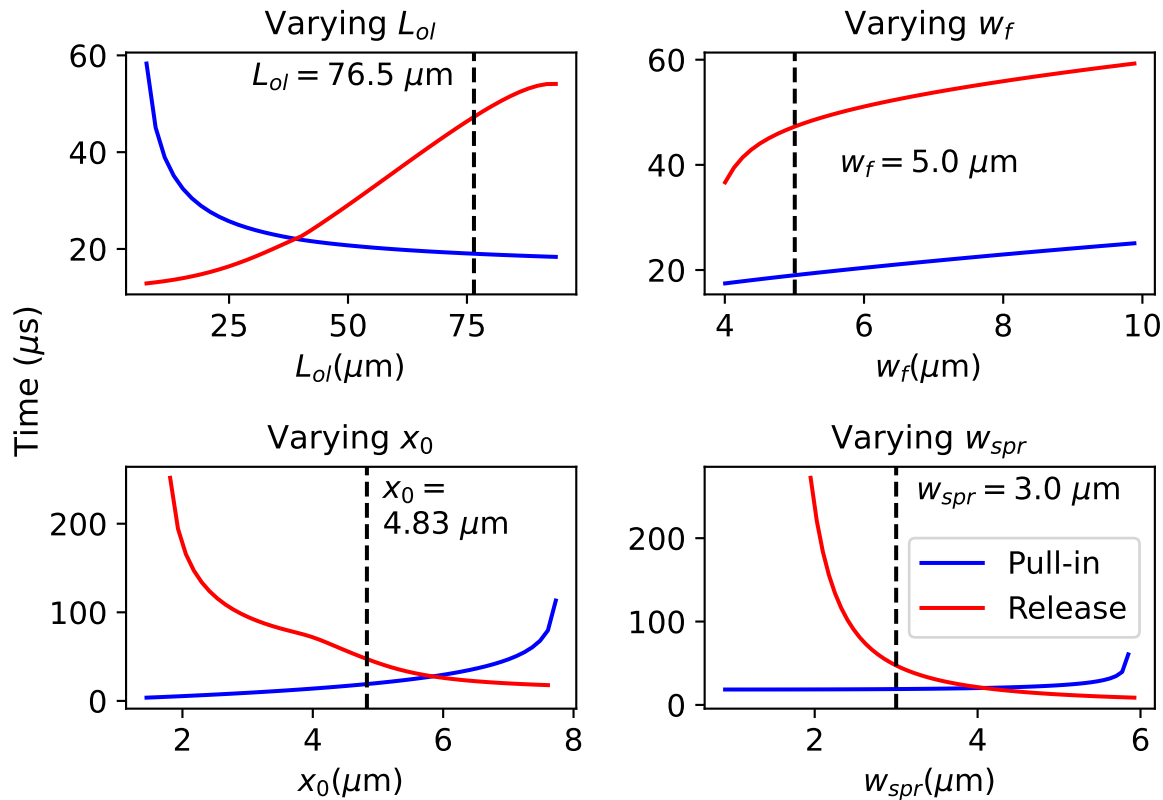 Varying L_ol
60
40
20
L_ol = 76.5 μm
25
50
75
L_ol(μm)
Varying w_f
60
40
20
w_f = 5.0 μm
4
6
8
10
w_f(μm)
Time (μs)
Varying x_0
200
100
0
x_0 =
4.83 μm
2
4
6
8
x_0(μm)
Varying w_spr
200
100
0
w_spr = 3.0 μm
Pull-in
Release
2
4
6
w_spr(μm)